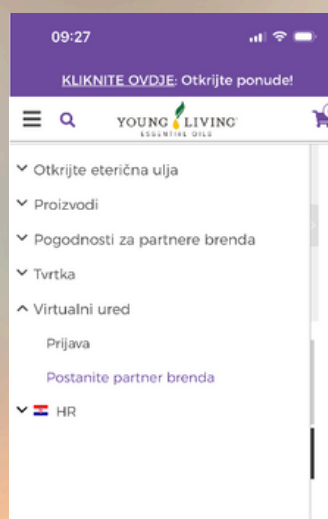 09:27
KLIKNITE OVDJE: Otkrijte ponude!
YOUNG LIVING
ESSENTIAL OILS
Otkrijte eterična ulja
Proizvodi
Pogodnosti za partnere brenda
Tvrtka
Virtualni ured
Prijava
Postanite partner brenda
HR